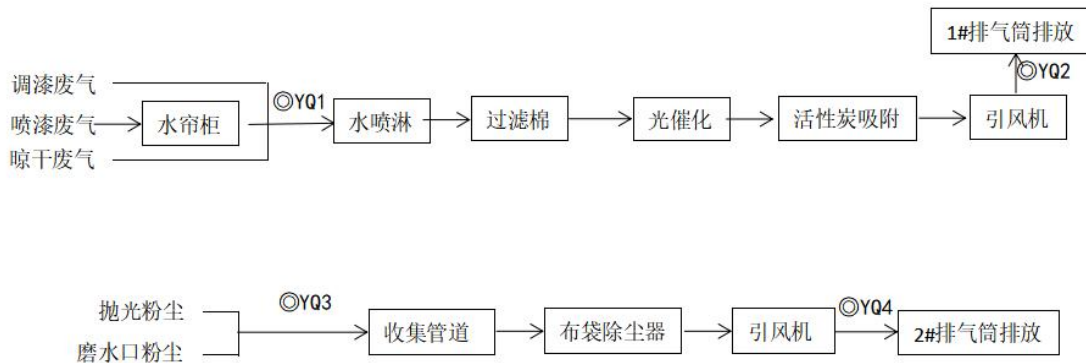 1#排气筒排放
◎YQ2
调漆废气
◎YQ1
喷漆废气
水帘柜
水喷淋
过滤棉
光催化
活性炭吸附
引风机
晾干废气
抛光粉尘
◎YQ3
收集管道
布袋除尘器
引风机
◎YQ4
2#排气筒排放
磨水口粉尘